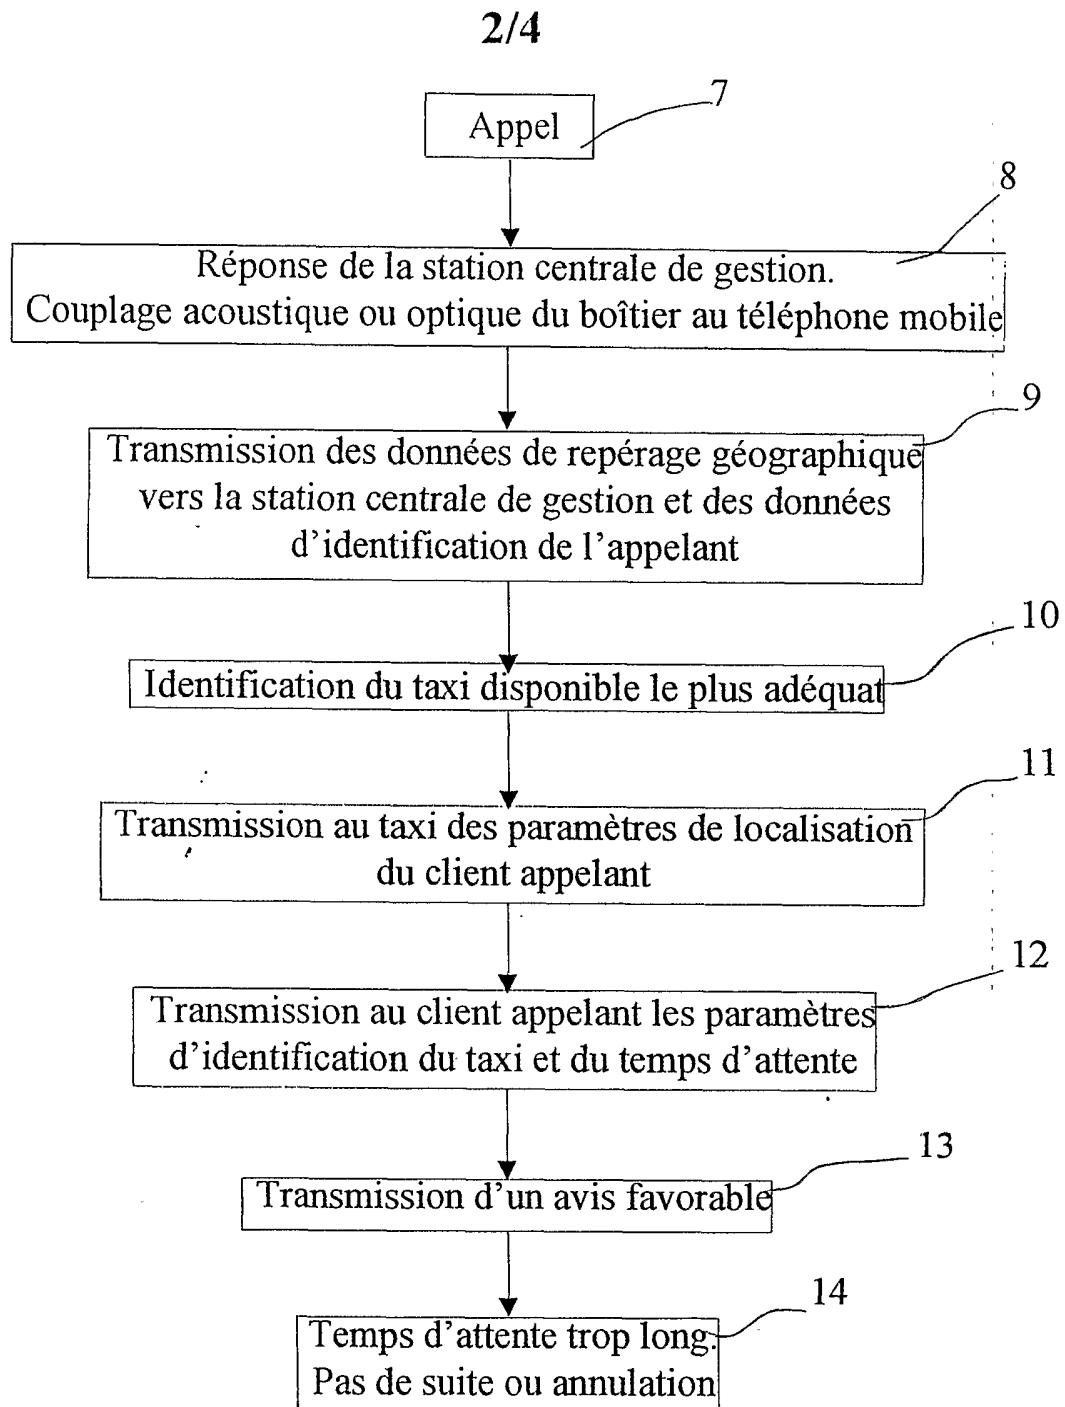 2/4
7
Appel
8
Réponse de la station centrale de gestion.
Couplage acoustique ou optique du boîtier au téléphone mobile
9
Transmission des données de repérage géographique
vers la station centrale de gestion et des données
d'identification de l'appelant
10
Identification du taxi disponible le plus adéquat
11
Transmission au taxi des paramètres de localisation
du client appelant
12
Transmission au client appelant les paramètres
d'identification du taxi et du temps d'attente
13
Transmission d'un avis favorable
14
Temps d'attente trop long.
Pas de suite ou annulation